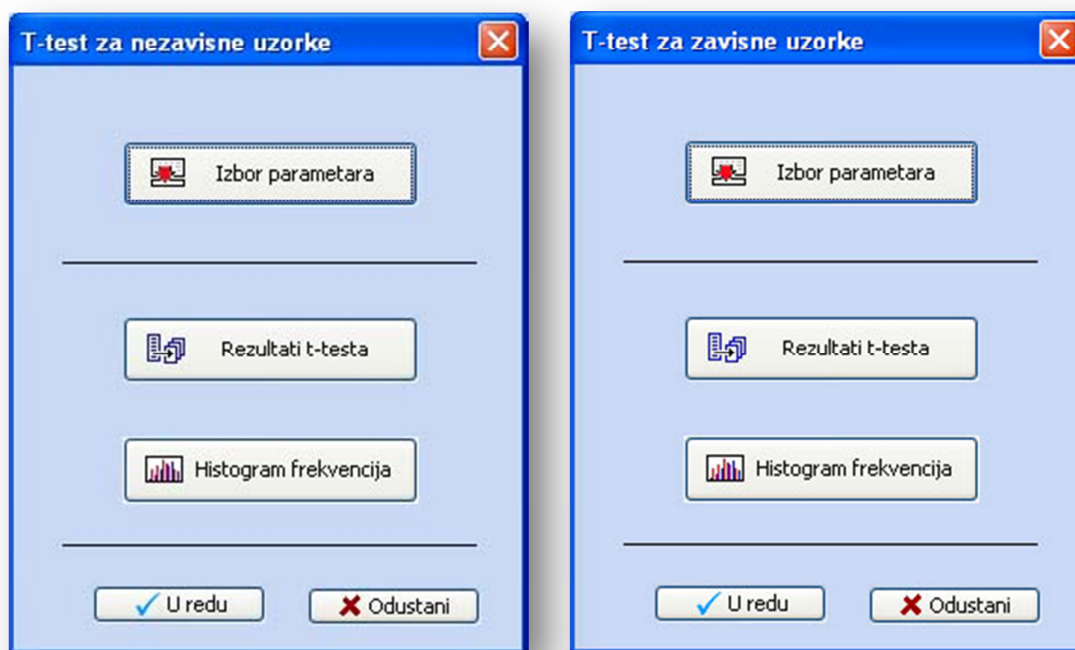 T-test za nezavisne uzorke
Izbor parametara
Rezultati t-testa
Histogram frekvencija
U redu
Odustani
T-test za zavisne uzorke
Izbor parametara
Rezultati t-testa
Histogram frekvencija
U redu
Odustani